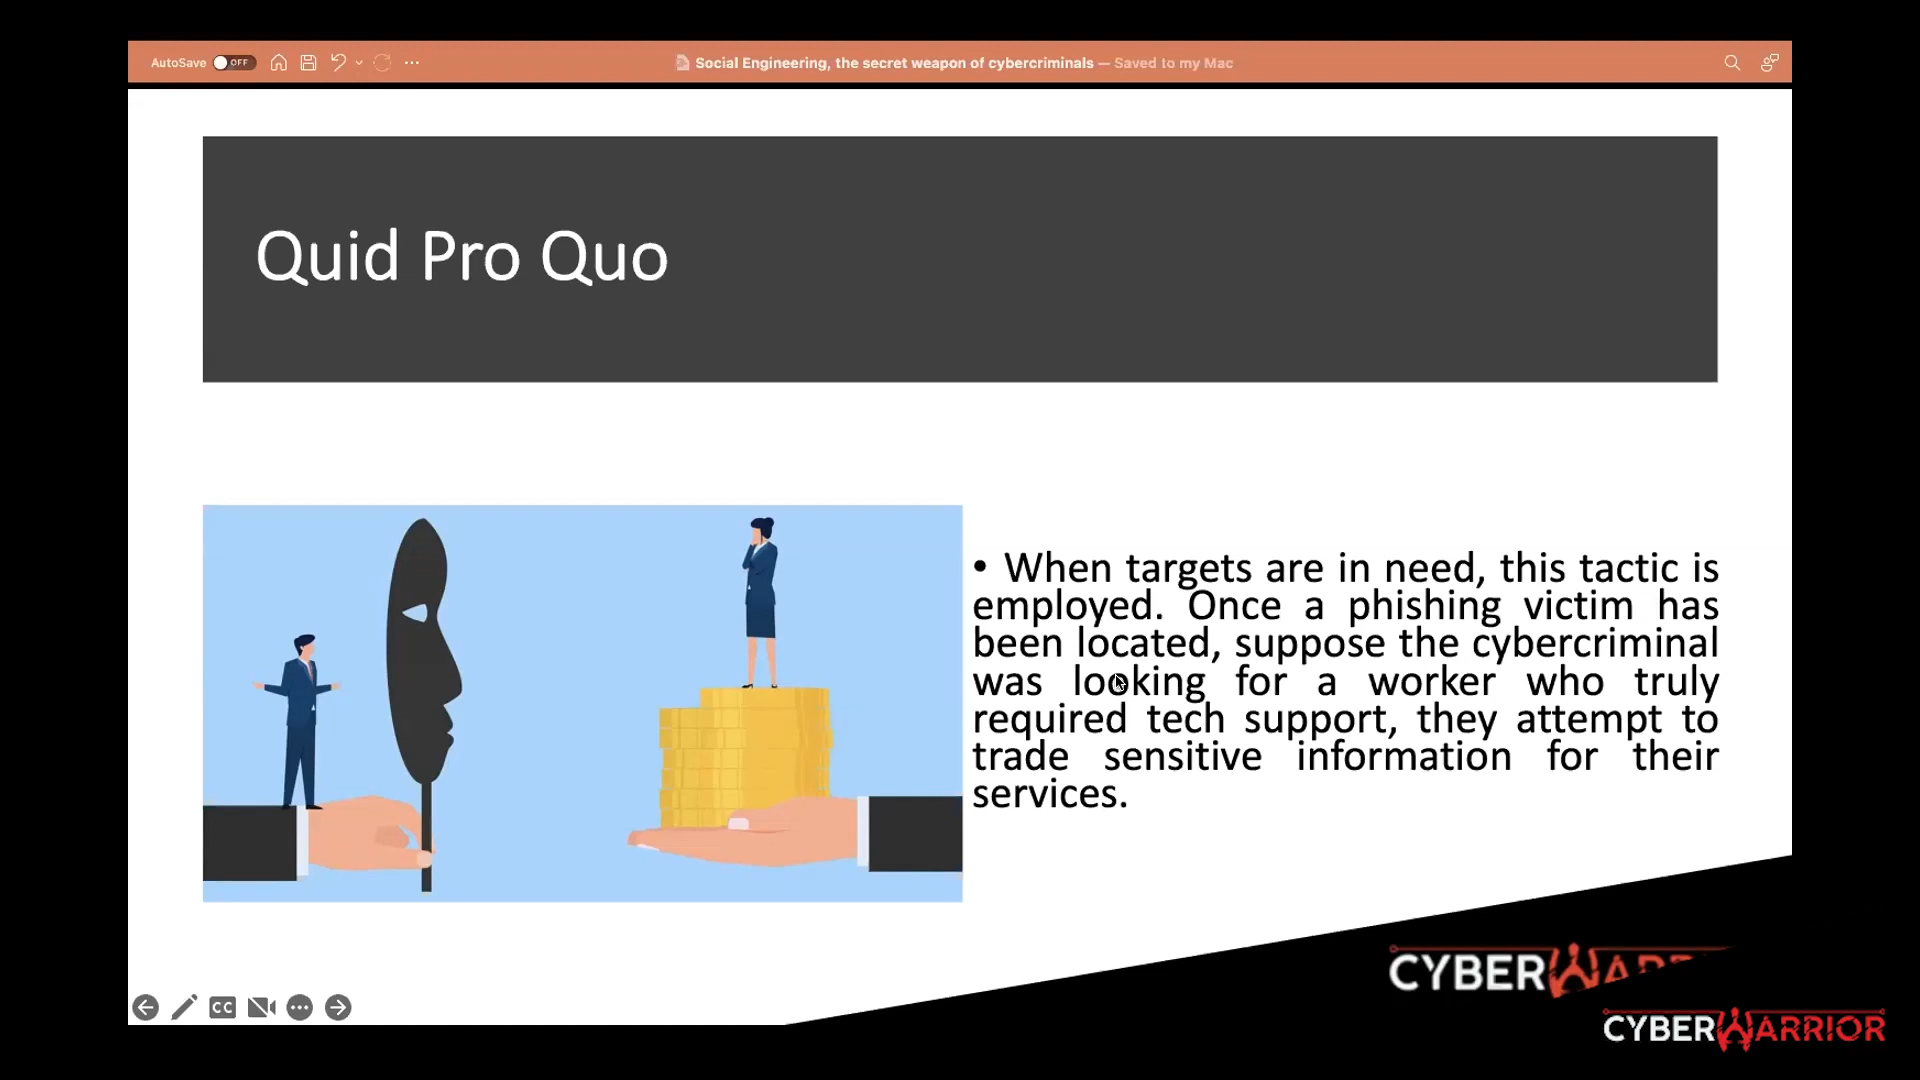 AutoSave OFF
Social Engineering, the secret weapon of cybercriminals — Saved to my Mac
Quid Pro Quo
• When targets are in need, this tactic is
employed. Once a phishing victim has
been located, suppose the cybercriminal
was looking for a worker who truly
required tech support, they attempt to
trade sensitive information for their
services.
CC
CYBERWARR
CYBERWARRIOR